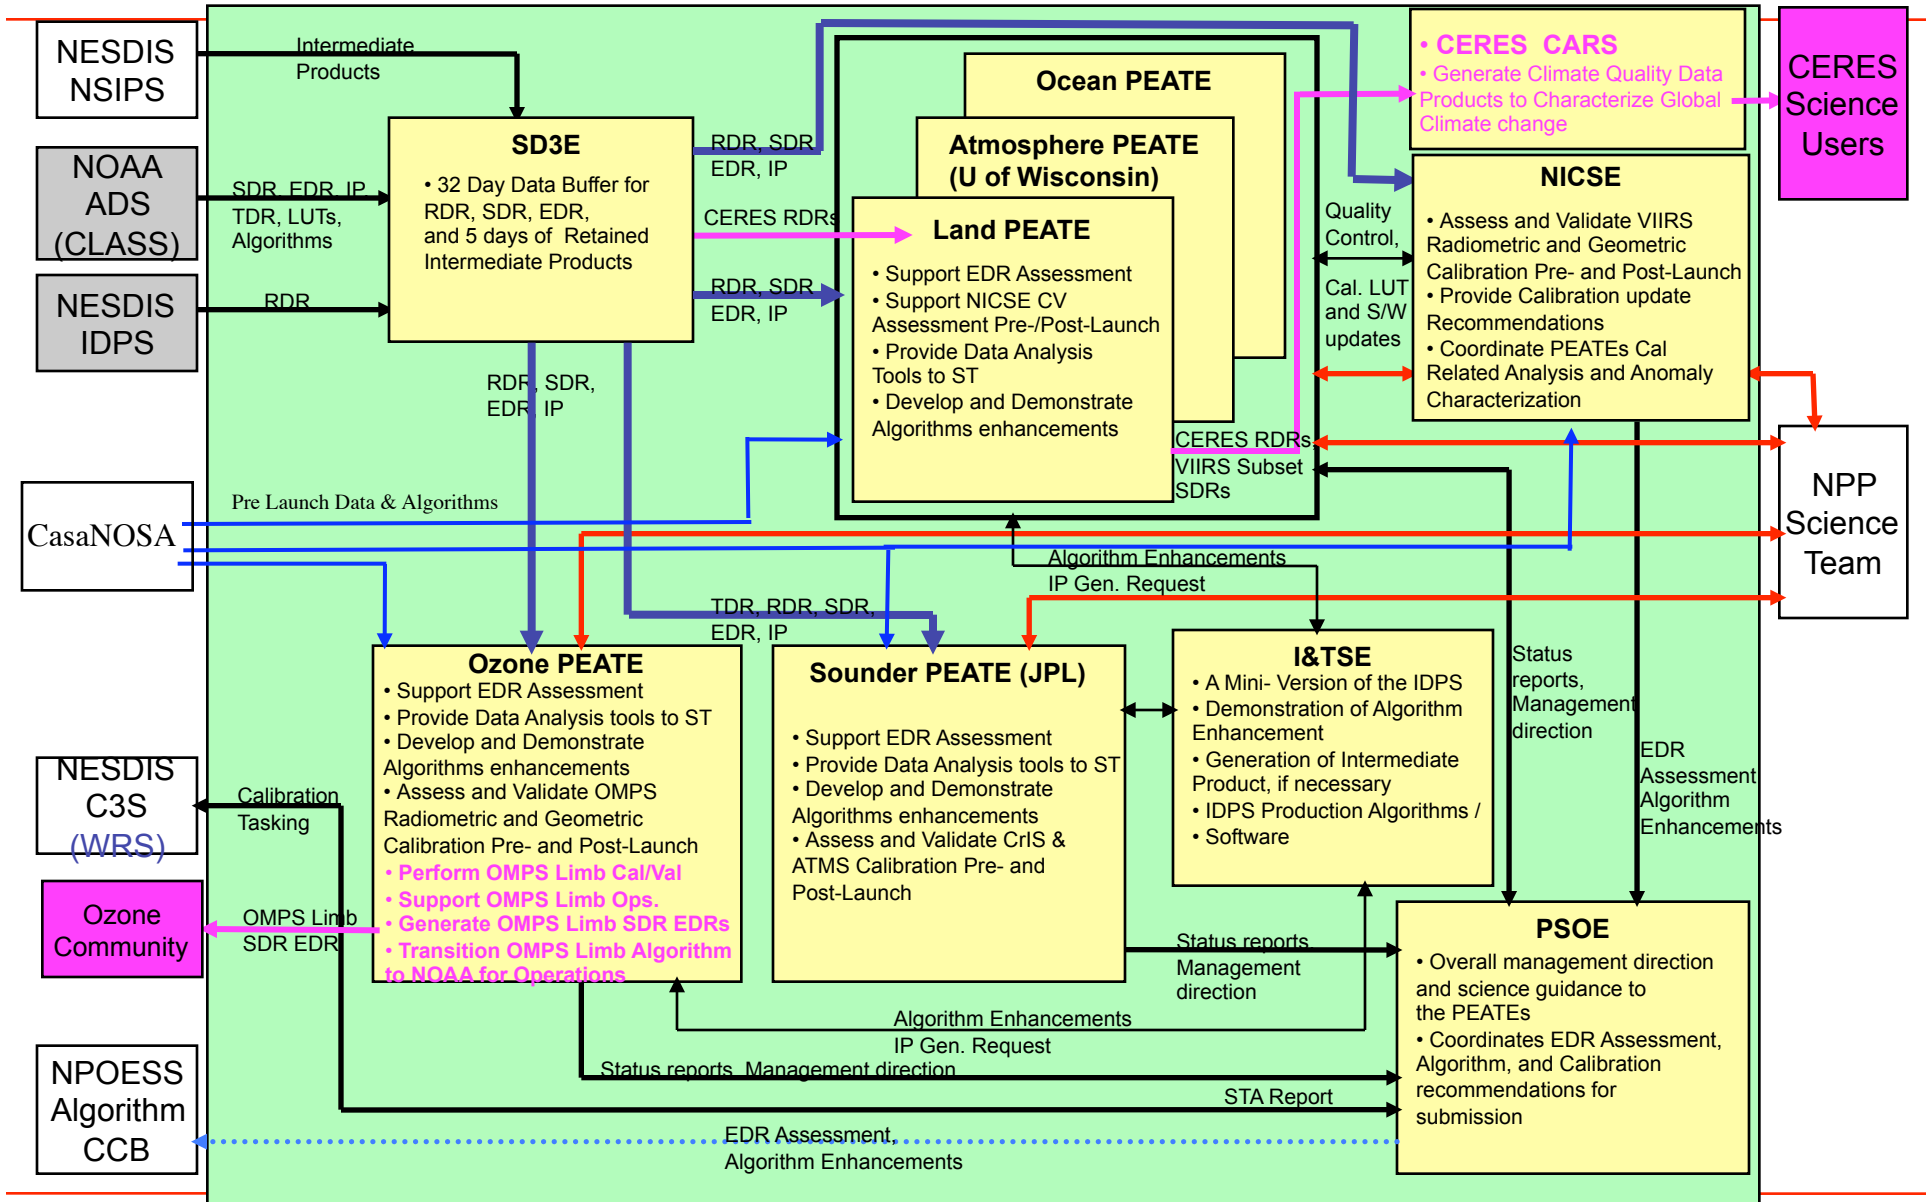 NESDIS
NSIPS
Intermediate
Products
NOAA
ADS
(CLASS)
SDR, EDR, IP
TDR, LUTs,
Algorithms
NESDIS
IDPS
RDR
SD3E
• 32 Day Data Buffer for
RDR, SDR, EDR,
and 5 days of Retained
Intermediate Products
RDR, SDR
EDR, IP
CERES RDRs
RDR, SDR
EDR, IP
RDR, SDR,
EDR, IP
Ocean PEATE
Atmosphere PEATE
(U of Wisconsin)
Land PEATE
• Support EDR Assessment
• Support NICSE CV
Assessment Pre-/Post-Launch
• Provide Data Analysis
Tools to ST
• Develop and Demonstrate
Algorithms enhancements
• CERES CARS
• Generate Climate Quality Data
Products to Characterize Global
Climate change
CERES
Science
Users
NICSE
• Assess and Validate VIIRS
Radiometric and Geometric
Calibration Pre- and Post-Launch
• Provide Calibration update
Recommendations
• Coordinate PEATEs Cal
Related Analysis and Anomaly
Characterization
Quality
Control,
Cal. LUT
and S/W
updates
CERES RDRs,
VIIRS Subset
SDRs
NPP
Science
Team
CasaNOSA
Pre Launch Data & Algorithms
Algorithm Enhancements
IP Gen. Request
TDR, RDR, SDR,
EDR, IP
Ozone PEATE
• Support EDR Assessment
• Provide Data Analysis tools to ST
• Develop and Demonstrate
Algorithms enhancements
• Assess and Validate OMPS
Radiometric and Geometric
Calibration Pre- and Post-Launch
• Perform OMPS Limb Cal/Val
• Support OMPS Limb Ops.
• Generate OMPS Limb SDR EDRs
• Transition OMPS Limb Algorithm
to NOAA for Operations
Sounder PEATE (JPL)
• Support EDR Assessment
• Provide Data Analysis tools to ST
• Develop and Demonstrate
Algorithms enhancements
• Assess and Validate CrIS &
ATMS Calibration Pre- and
Post-Launch
I&TSE
• A Mini- Version of the IDPS
• Demonstration of Algorithm
Enhancement
• Generation of Intermediate
Product, if necessary
• IDPS Production Algorithms /
• Software
Status
reports,
Management
direction
EDR
Assessment,
Algorithm
Enhancements
NESDIS
C3S
(WRS)
Calibration
Tasking
Ozone
Community
OMPS Limb
SDR EDR
Status reports
Management
direction
PSOE
• Overall management direction
and science guidance to
the PEATEs
• Coordinates EDR Assessment,
Algorithm, and Calibration
recommendations for
submission
Algorithm Enhancements
IP Gen. Request
Status reports, Management direction
STA Report
NPOESS
Algorithm
CCB
EDR Assessment,
Algorithm Enhancements